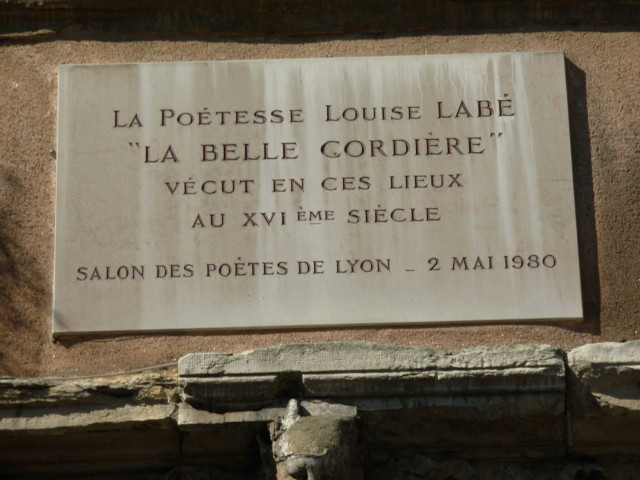 LA POÉTESSE LOUISE LABÉ
"LA BELLE CORDIÈRE"
VÉCUT EN CES LIEUX
AU XVI ÈME SIÈCLE
SALON DES POÈTES DE LYON _ 2 MAI 1980